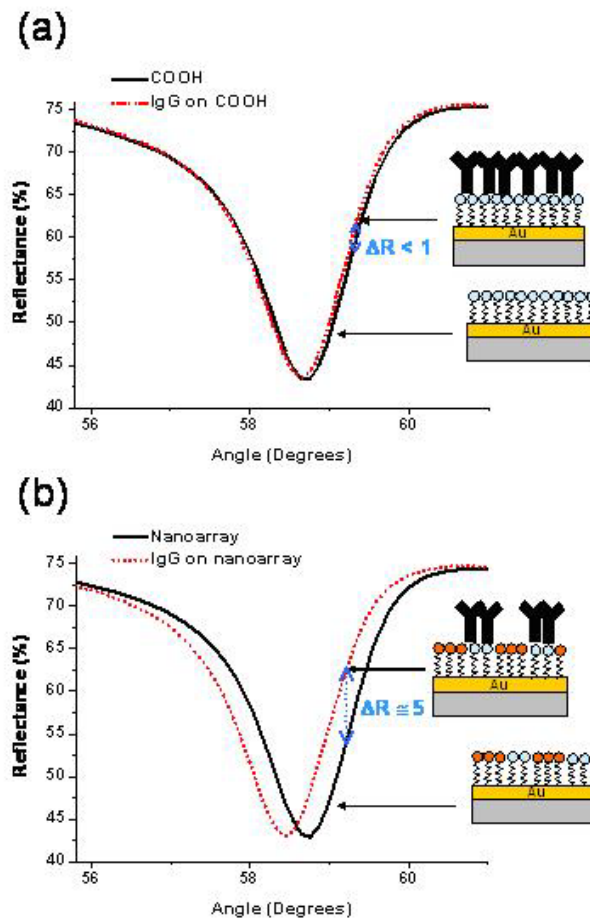 (a)
COOH
IgG on COOH
75
70
65
60
55
50
45
40
Reflectance (%)
ΔR < 1
Au
Au
56
58
60
Angle (Degrees)
(b)
Nanoarray
IgG on nanoarray
75
70
65
60
55
50
45
40
Reflectance (%)
ΔR ≅ 5
Au
Au
56
58
60
Angle (Degrees)